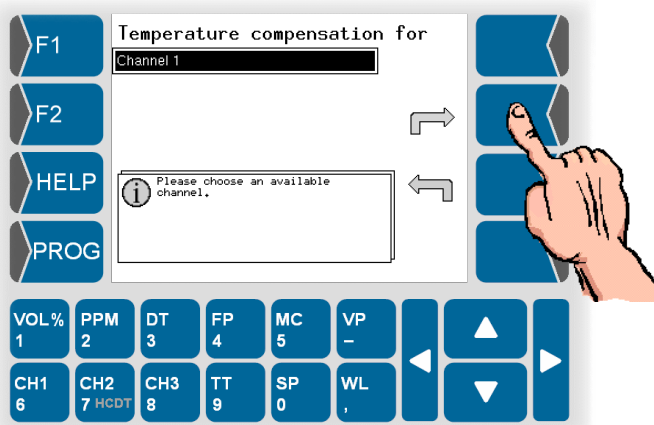 F1
Temperature compensation for
Channel 1
F2
HELP
i Please choose an available
channel.
PROG
VOL% PPM DT FP MC VP
1 2 3 4 5 –
CH1 CH2 CH3 TT SP WL
6 7 HCDT 8 9 0 ,